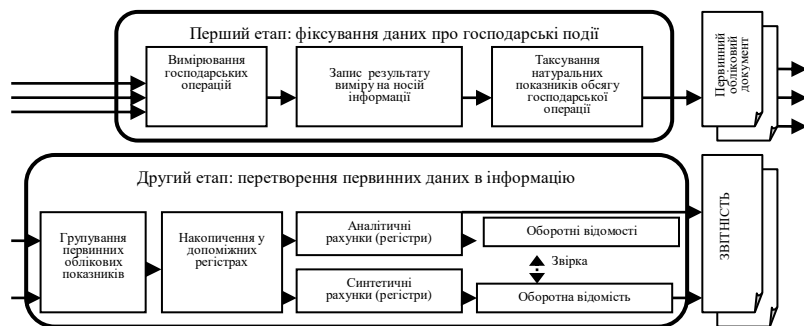 Перший етап: фіксування даних про господарські події
Вимірювання
господарських
операцій
Запис результату
виміру на носій
інформації
Таксування
натуральних
показників обсягу
господарської
операції
Первинний
обліковий
документ
Другий етап: перетворення первинних даних в інформацію
Групування
первинних
облікових
показників
Накопичення у
допоміжних
регістрах
Аналітичні
рахунки (регістри)
Оборотні відомості
Звірка
Синтетичні
рахунки (регістри)
Оборотна відомість
ЗВІТНІСТЬ